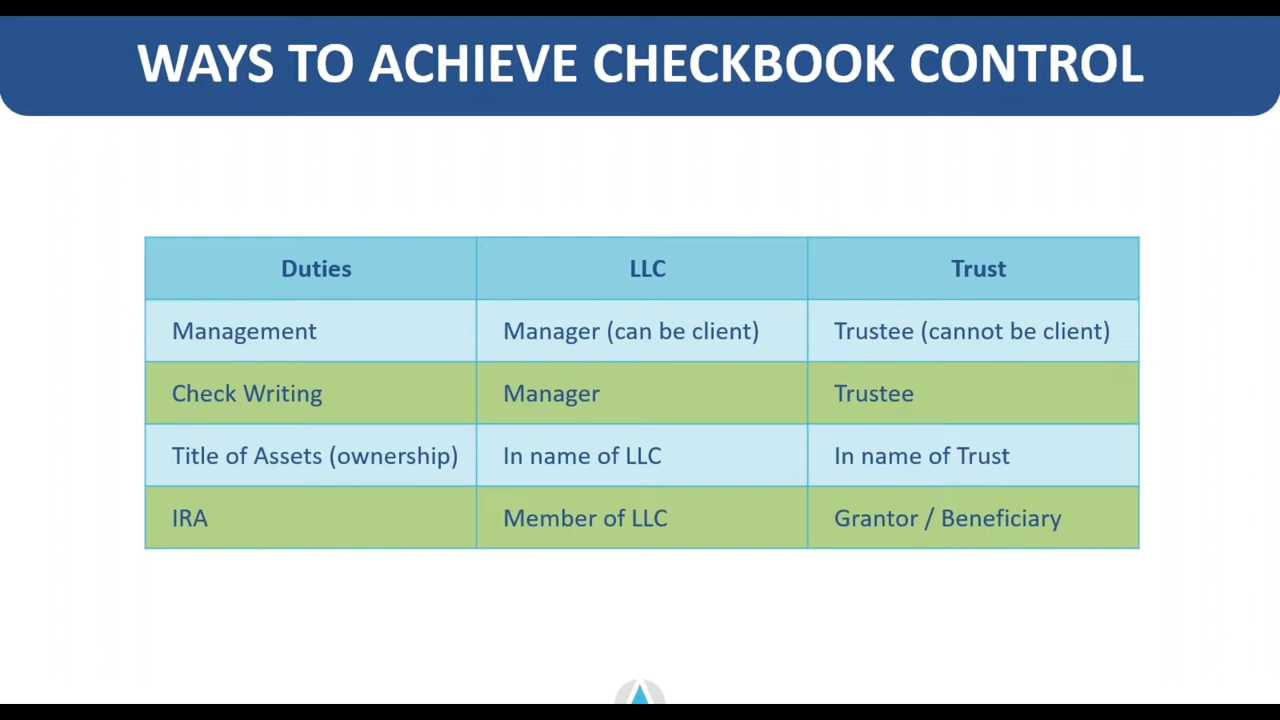 WAYS TO ACHIEVE CHECKBOOK CONTROL
Duties LLC Trust
Management Manager (can be client) Trustee (cannot be client)
Check Writing Manager Trustee
Title of Assets (ownership) In name of LLC In name of Trust
IRA Member of LLC Grantor / Beneficiary